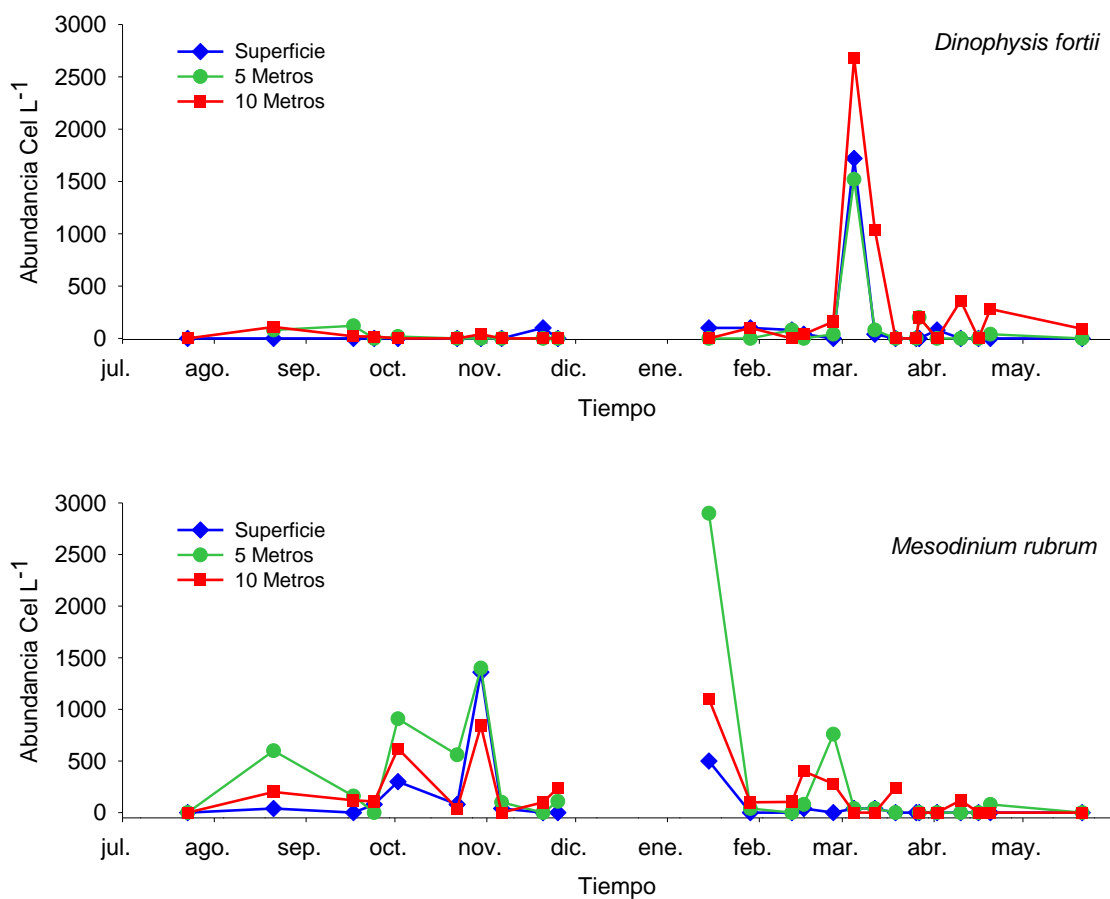 Dinophysis fortii
Superficie
5 Metros
10 Metros
Abundancia Cel L-1
3000
2500
2000
1500
1000
500
0
jul. ago. sep. oct. nov. dic. ene. feb. mar. abr. may.
Tiempo
Mesodinium rubrum
Superficie
5 Metros
10 Metros
Abundancia Cel L-1
3000
2500
2000
1500
1000
500
0
jul. ago. sep. oct. nov. dic. ene. feb. mar. abr. may.
Tiempo